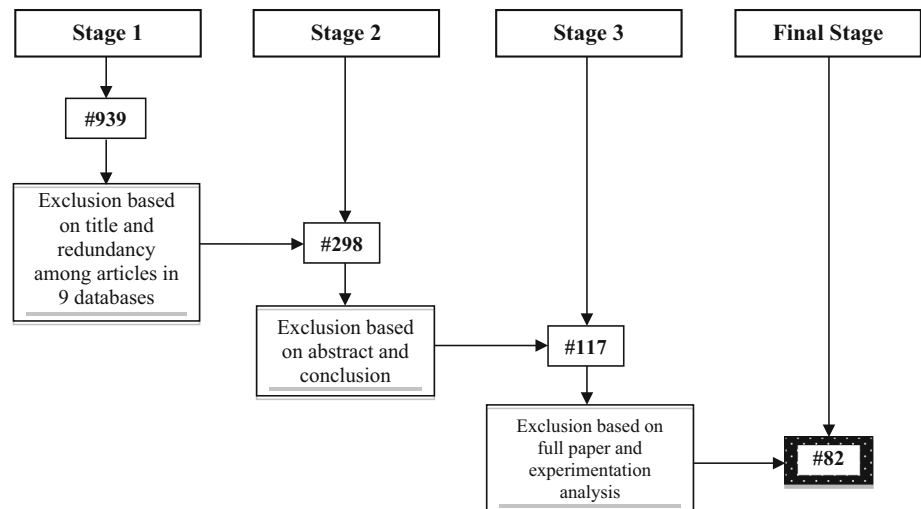 Stage 1
Stage 2
Stage 3
Final Stage
#939
Exclusion based
on title and
redundancy
among articles in
9 databases
#298
Exclusion based
on abstract and
conclusion
#117
Exclusion based on
full paper and
experimentation
analysis
#82